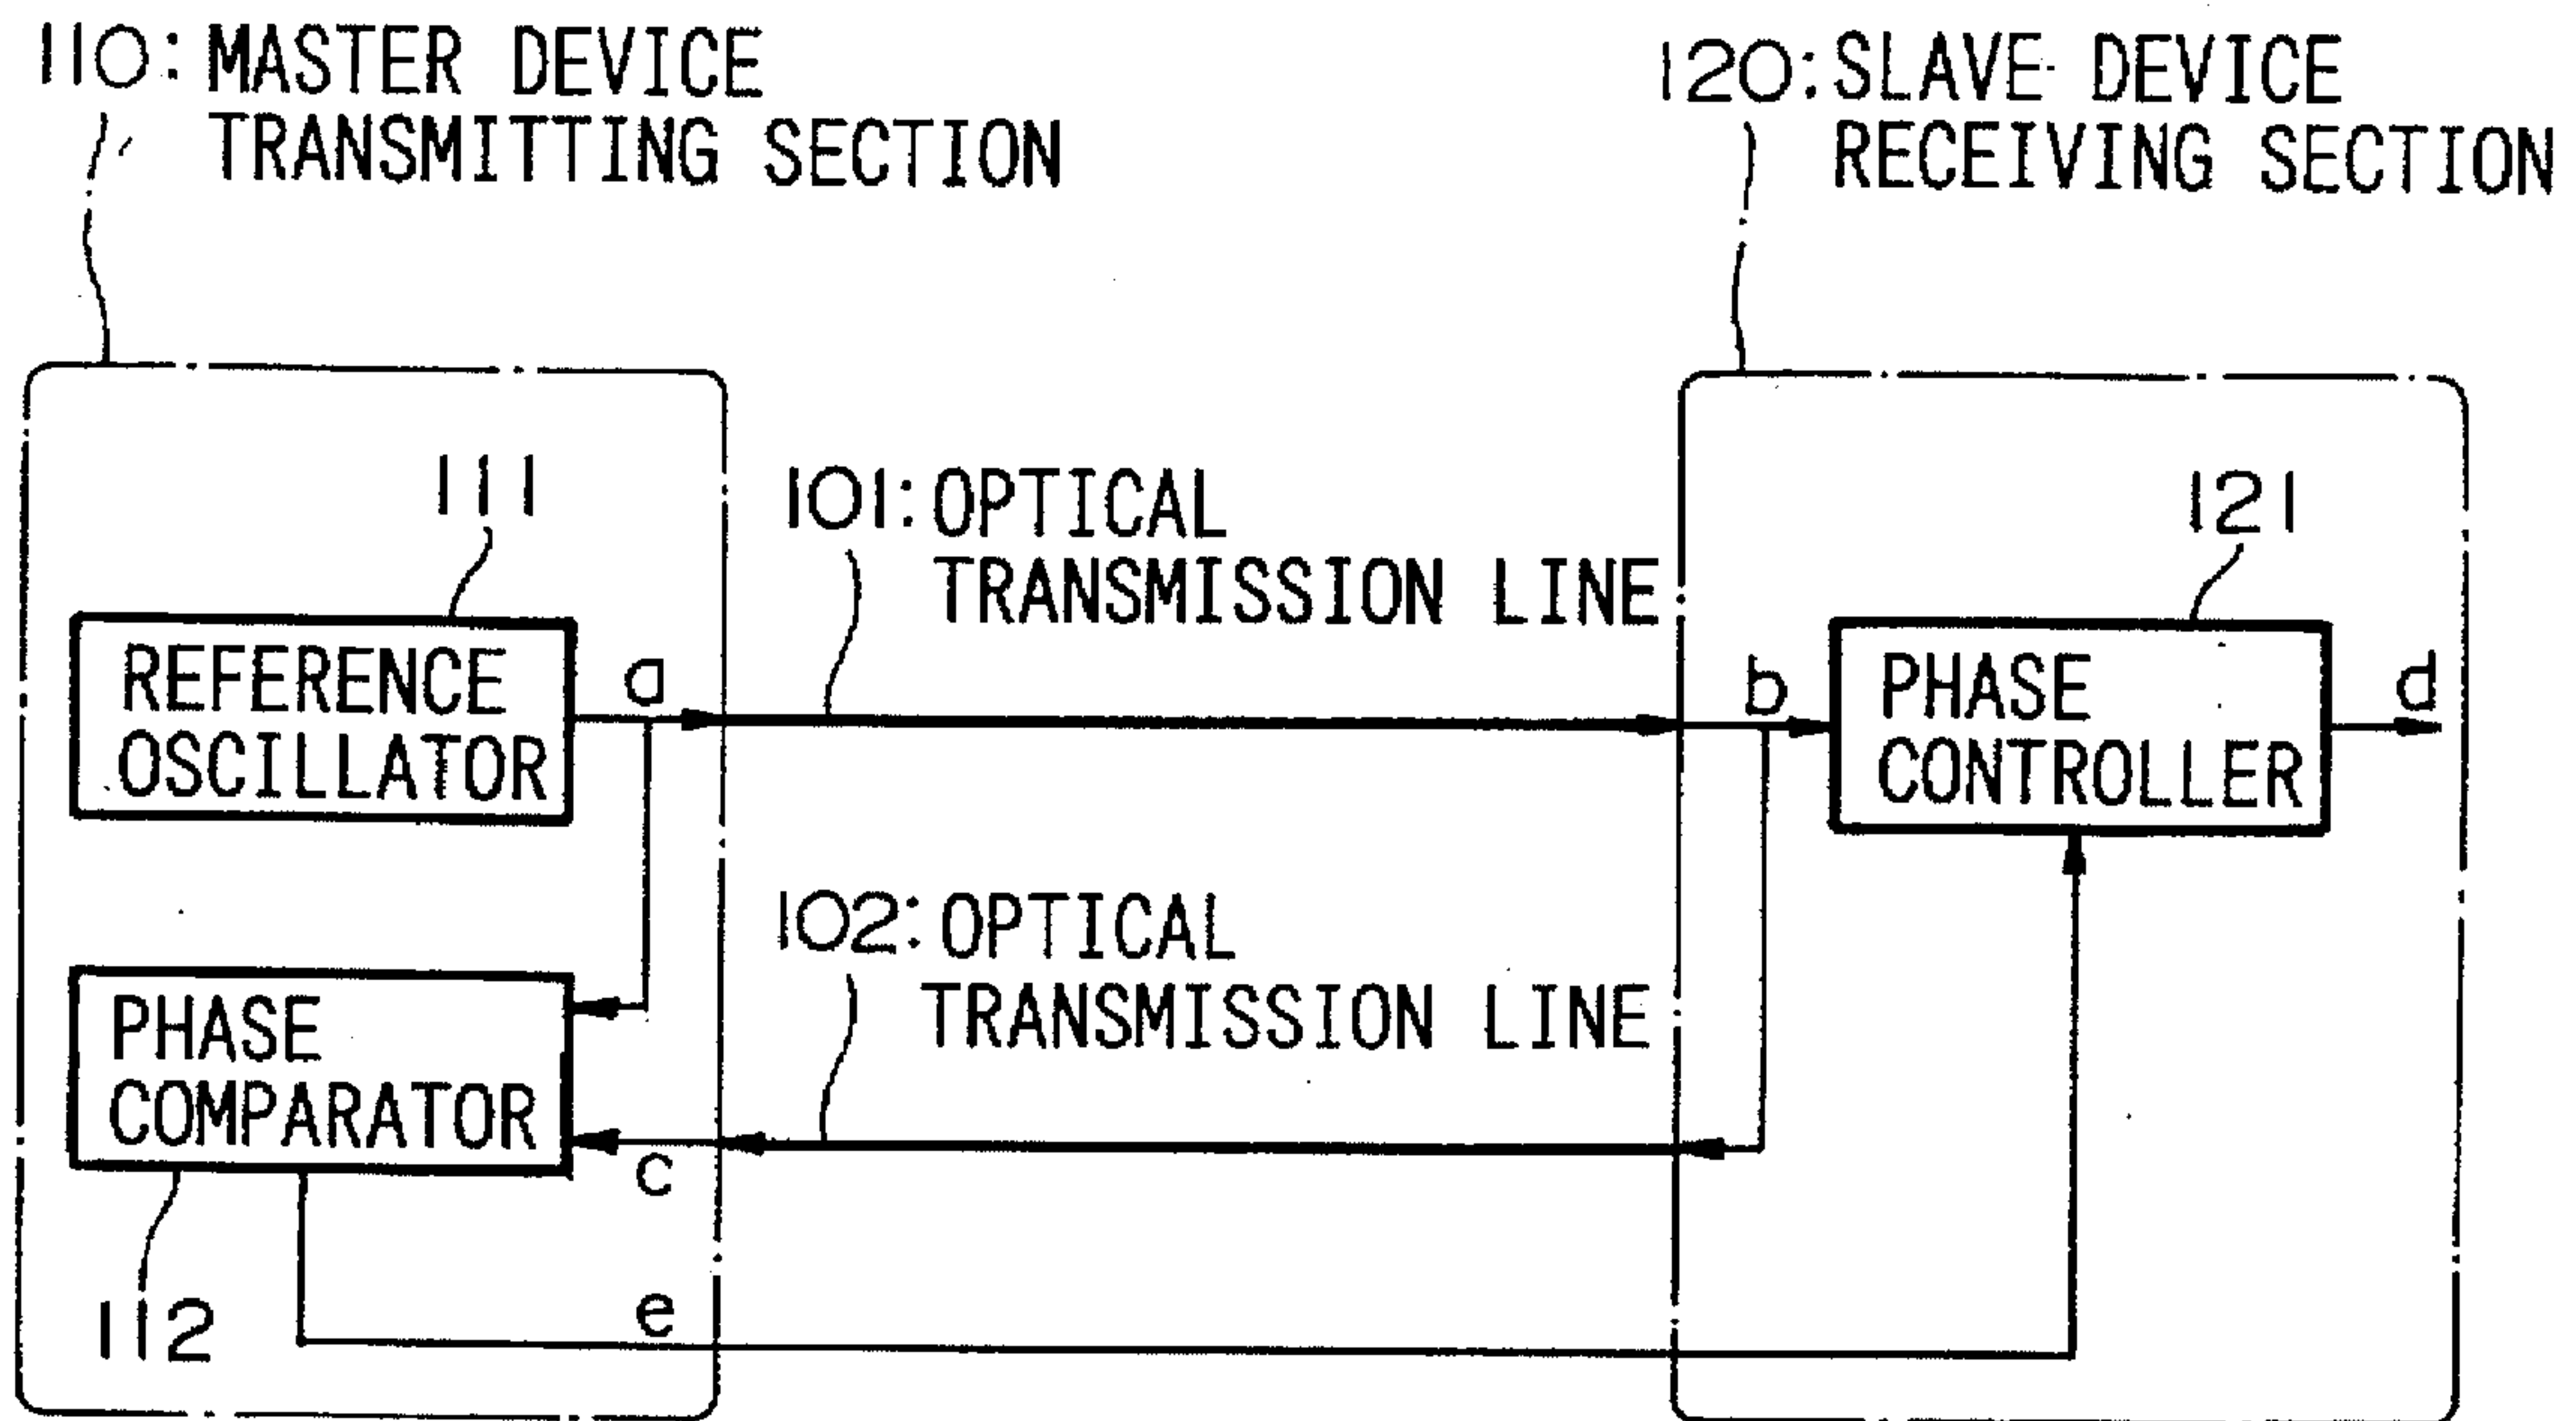 110: MASTER DEVICE
TRANSMITTING SECTION
120: SLAVE DEVICE
RECEIVING SECTION
111
101: OPTICAL
TRANSMISSION LINE
121
REFERENCE
OSCILLATOR
a
b
PHASE
CONTROLLER
d
102: OPTICAL
TRANSMISSION LINE
PHASE
COMPARATOR
c
112
e